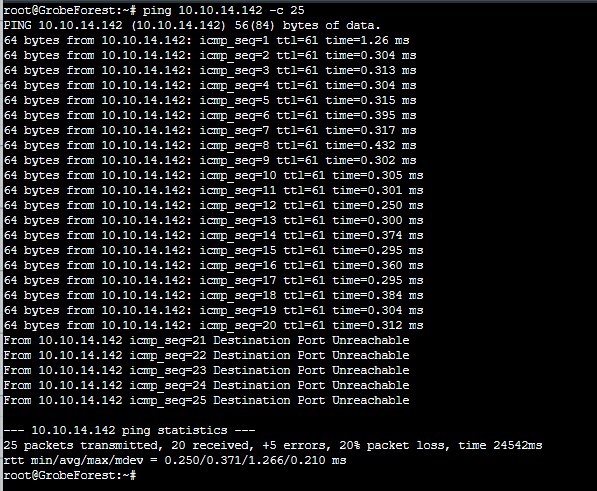 root@GrobeForest:~# ping 10.10.14.142 -c 25
PING 10.10.14.142 (10.10.14.142) 56(84) bytes of data.
64 bytes from 10.10.14.142: icmp_seq=1 ttl=61 time=1.26 ms
64 bytes from 10.10.14.142: icmp_seq=2 ttl=61 time=0.304 ms
64 bytes from 10.10.14.142: icmp_seq=3 ttl=61 time=0.313 ms
64 bytes from 10.10.14.142: icmp_seq=4 ttl=61 time=0.304 ms
64 bytes from 10.10.14.142: icmp_seq=5 ttl=61 time=0.315 ms
64 bytes from 10.10.14.142: icmp_seq=6 ttl=61 time=0.395 ms
64 bytes from 10.10.14.142: icmp_seq=7 ttl=61 time=0.317 ms
64 bytes from 10.10.14.142: icmp_seq=8 ttl=61 time=0.432 ms
64 bytes from 10.10.14.142: icmp_seq=9 ttl=61 time=0.302 ms
64 bytes from 10.10.14.142: icmp_seq=10 ttl=61 time=0.305 ms
64 bytes from 10.10.14.142: icmp_seq=11 ttl=61 time=0.301 ms
64 bytes from 10.10.14.142: icmp_seq=12 ttl=61 time=0.250 ms
64 bytes from 10.10.14.142: icmp_seq=13 ttl=61 time=0.300 ms
64 bytes from 10.10.14.142: icmp_seq=14 ttl=61 time=0.374 ms
64 bytes from 10.10.14.142: icmp_seq=15 ttl=61 time=0.295 ms
64 bytes from 10.10.14.142: icmp_seq=16 ttl=61 time=0.360 ms
64 bytes from 10.10.14.142: icmp_seq=17 ttl=61 time=0.295 ms
64 bytes from 10.10.14.142: icmp_seq=18 ttl=61 time=0.384 ms
64 bytes from 10.10.14.142: icmp_seq=19 ttl=61 time=0.304 ms
64 bytes from 10.10.14.142: icmp_seq=20 ttl=61 time=0.312 ms
From 10.10.14.142 icmp_seq=21 Destination Port Unreachable
From 10.10.14.142 icmp_seq=22 Destination Port Unreachable
From 10.10.14.142 icmp_seq=23 Destination Port Unreachable
From 10.10.14.142 icmp_seq=24 Destination Port Unreachable
From 10.10.14.142 icmp_seq=25 Destination Port Unreachable
--- 10.10.14.142 ping statistics ---
25 packets transmitted, 20 received, +5 errors, 20% packet loss, time 24542ms
rtt min/avg/max/mdev = 0.250/0.371/1.266/0.210 ms
root@GrobeForest:~#